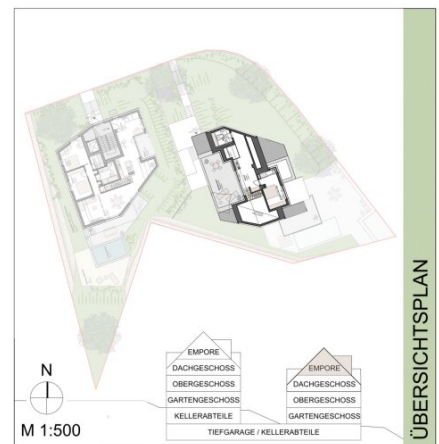 ÜBERSICHTSPLAN
N
M 1:500
EMPORE
DACHGESCHOSS
OBERGESCHOSS
GARTENGESCHOSS
KELLERABTEILE
EMPORE
DACHGESCHOSS
OBERGESCHOSS
GARTENGESCHOSS
TIEFGARAGE / KELLERABTEILE